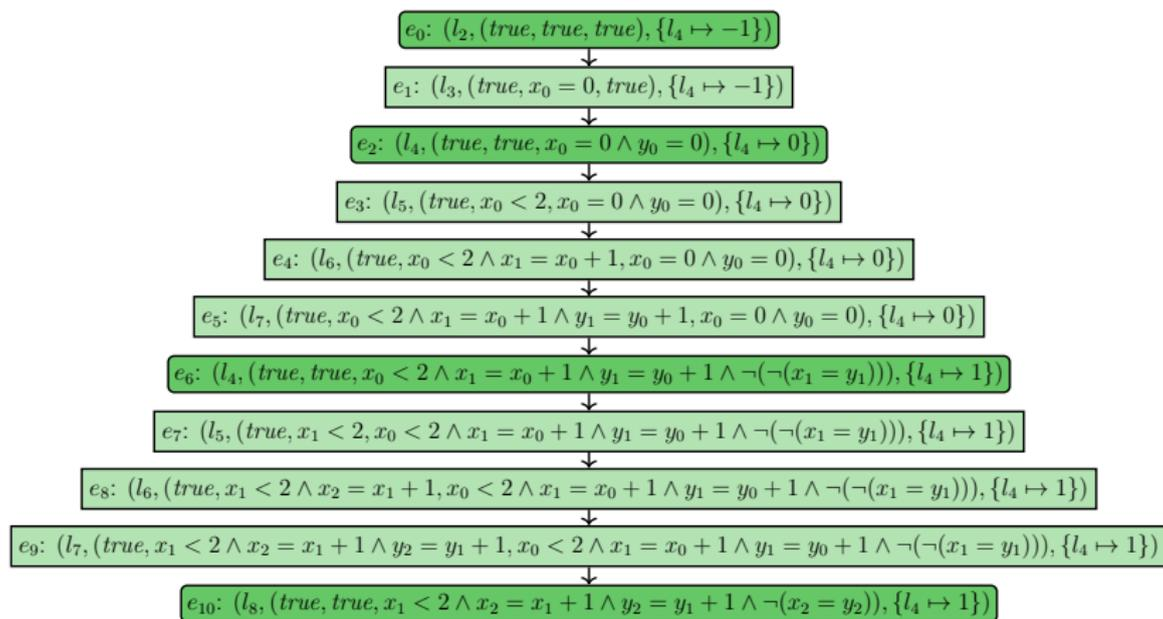 e₀: (l₂, (true, true, true), {l₄ ↦ −1})
e₁: (l₃, (true, x₀ = 0, true), {l₄ ↦ −1})
e₂: (l₄, (true, true, x₀ = 0 ∧ y₀ = 0), {l₄ ↦ 0})
e₃: (l₅, (true, x₀ < 2, x₀ = 0 ∧ y₀ = 0), {l₄ ↦ 0})
e₄: (l₆, (true, x₀ < 2 ∧ x₁ = x₀ + 1, x₀ = 0 ∧ y₀ = 0), {l₄ ↦ 0})
e₅: (l₇, (true, x₀ < 2 ∧ x₁ = x₀ + 1 ∧ y₁ = y₀ + 1, x₀ = 0 ∧ y₀ = 0), {l₄ ↦ 0})
e₆: (l₄, (true, true, x₀ < 2 ∧ x₁ = x₀ + 1 ∧ y₁ = y₀ + 1 ∧ ¬(¬(x₁ = y₁))), {l₄ ↦ 1})
e₇: (l₅, (true, x₁ < 2, x₀ < 2 ∧ x₁ = x₀ + 1 ∧ y₁ = y₀ + 1 ∧ ¬(¬(x₁ = y₁))), {l₄ ↦ 1})
e₈: (l₆, (true, x₁ < 2 ∧ x₂ = x₁ + 1, x₀ < 2 ∧ x₁ = x₀ + 1 ∧ y₁ = y₀ + 1 ∧ ¬(¬(x₁ = y₁))), {l₄ ↦ 1})
e₉: (l₇, (true, x₁ < 2 ∧ x₂ = x₁ + 1 ∧ y₂ = y₁ + 1, x₀ < 2 ∧ x₁ = x₀ + 1 ∧ y₁ = y₀ + 1 ∧ ¬(¬(x₁ = y₁))), {l₄ ↦ 1})
e₁₀: (l₈, (true, true, x₁ < 2 ∧ x₂ = x₁ + 1 ∧ y₂ = y₁ + 1 ∧ ¬(x₂ = y₂)), {l₄ ↦ 1})